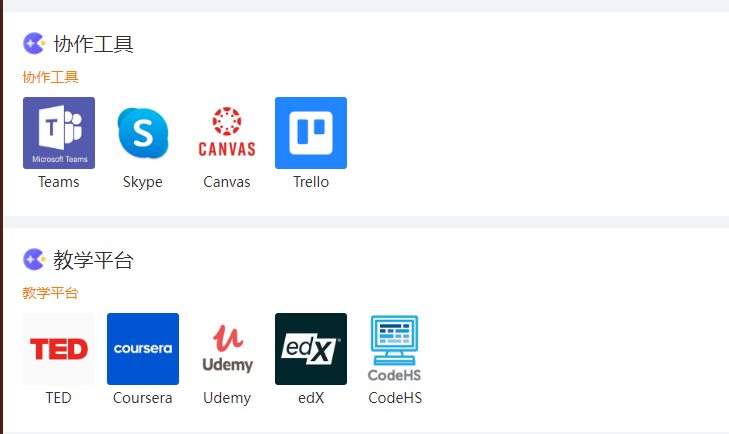 协作工具
协作工具
T
Microsoft Teams
S
CANVAS
Teams Skype Canvas Trello
教学平台
教学平台
TED
coursera
Udemy
edX
CodeHS
TED Coursera Udemy edX CodeHS